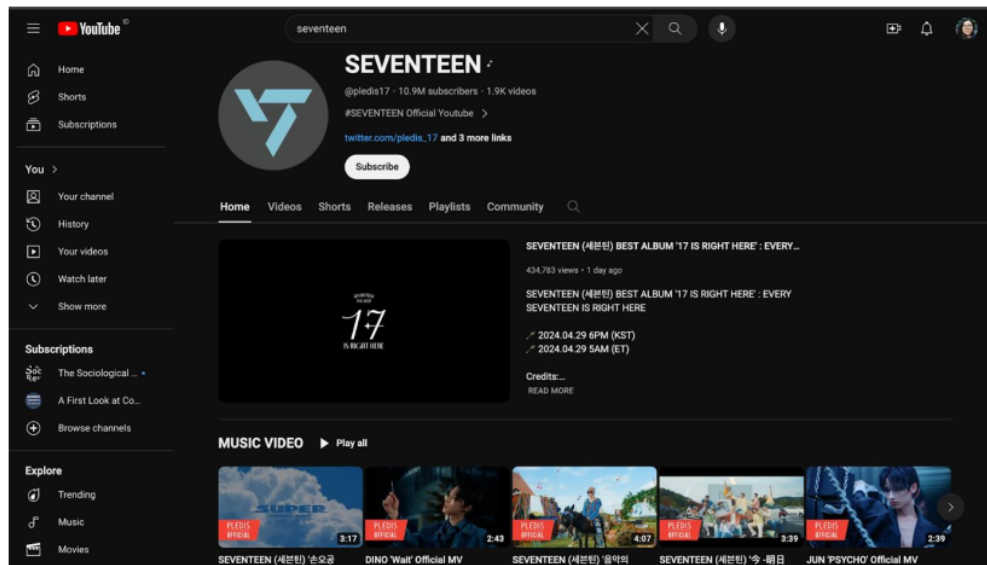 YouTube
seventeen
Home
Shorts
Subscriptions
You
Your channel
History
Your videos
Watch later
Show more
Subscriptions
The Sociological ...
A First Look at Co...
Browse channels
Explore
Trending
Music
Movies
SEVENTEEN
@pledis17 · 10.9M subscribers · 1.9K videos
#SEVENTEEN Official Youtube
twitter.com/pledis_17 and 3 more links
Subscribe
Home Videos Shorts Releases Playlists Community
17
IS RIGHT HERE
SEVENTEEN (세븐틴) BEST ALBUM '17 IS RIGHT HERE' : EVERY...
434,783 views · 1 day ago
SEVENTEEN (세븐틴) BEST ALBUM '17 IS RIGHT HERE' : EVERY
SEVENTEEN IS RIGHT HERE
2024.04.29 6PM (KST)
2024.04.29 5AM (ET)
Credits:...
READ MORE
MUSIC VIDEO Play all
SUPER
PLEDIS
OFFICIAL
3:17
PLEDIS
OFFICIAL
2:43
PLEDIS
OFFICIAL
4:07
PLEDIS
OFFICIAL
3:39
PLEDIS
OFFICIAL
2:39
SEVENTEEN (세븐틴) '손오공
DINO 'Wait' Official MV
SEVENTEEN (세븐틴) '음악의
SEVENTEEN (세븐틴) '今 -明日
JUN 'PSYCHO' Official MV